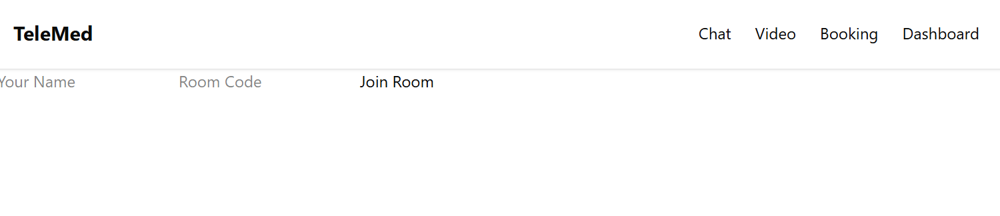 TeleMed Chat Video Booking Dashboard
Your Name Room Code Join Room